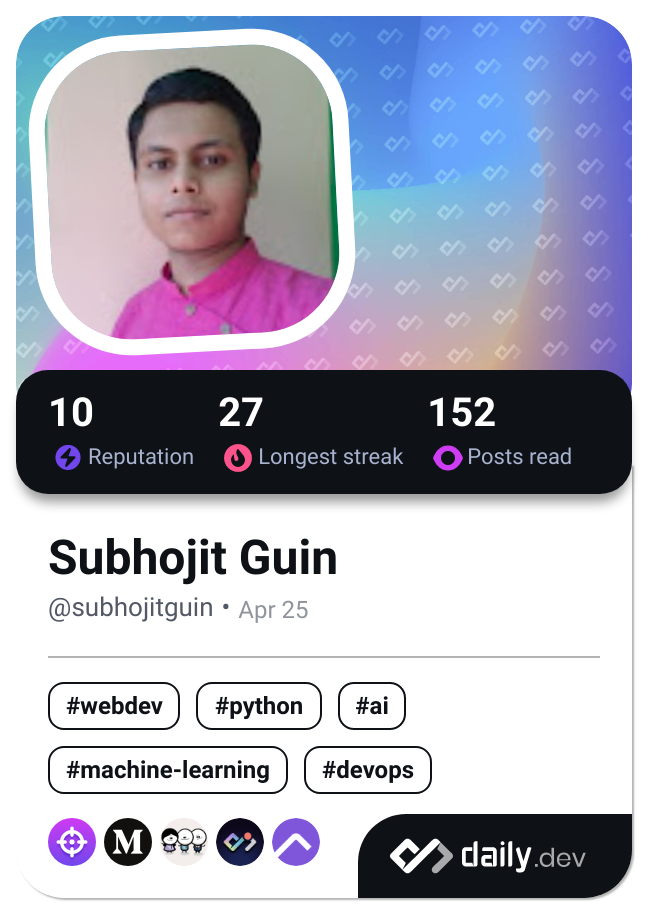 10 27 152
Reputation Longest streak Posts read
Subhojit Guin
@subhojitguin • Apr 25
#webdev #python #ai
#machine-learning #devops
M
daily.dev